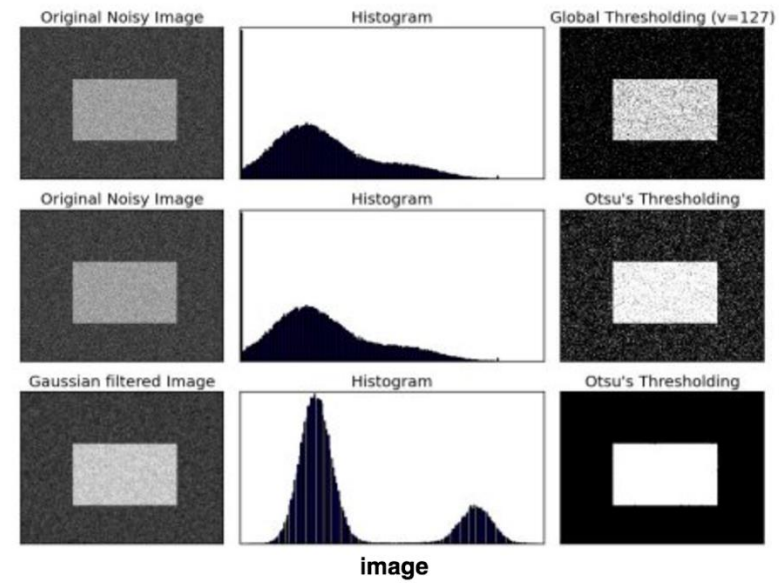 Original Noisy Image
Histogram
Global Thresholding (v=127)
Original Noisy Image
Histogram
Otsu's Thresholding
Gaussian filtered Image
Histogram
Otsu's Thresholding
image